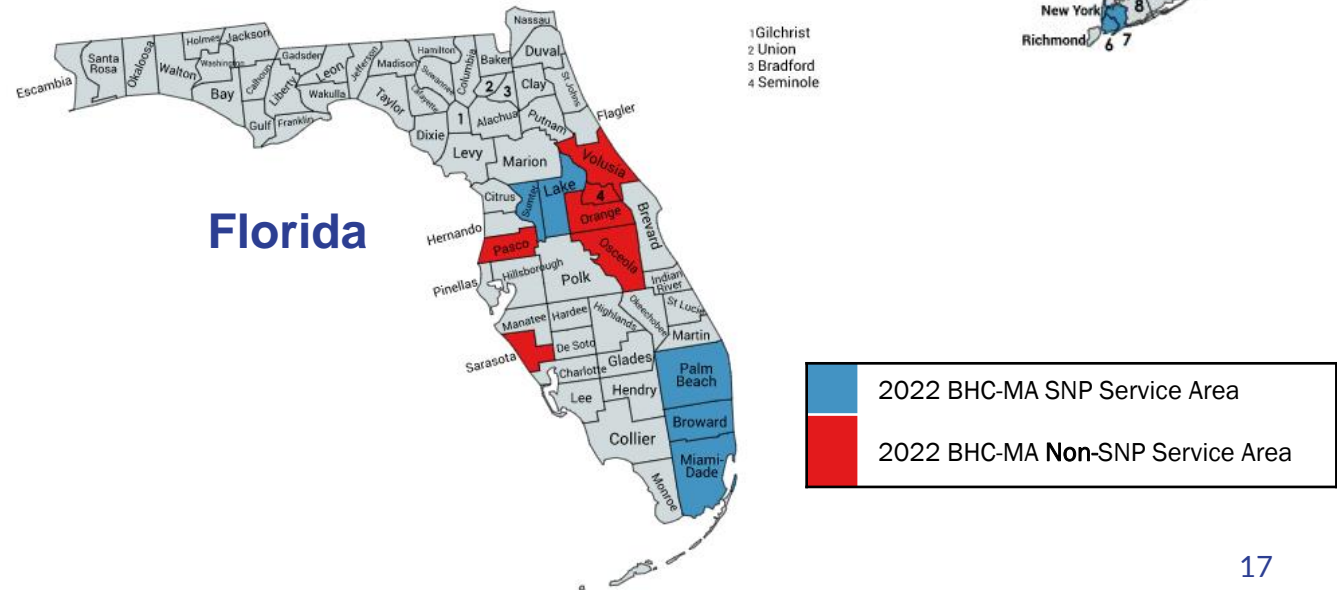 New York
8
Richmond
6 7
1Gilchrist
2 Union
3 Bradford
4 Seminole
Florida
Escambia
Santa
Rosa
Okaloosa
Walton
Holmes
Jackson
Washington
Bay
Calhoun
Gulf
Gadsden
Liberty
Franklin
Leon
Wakulla
Jefferson
Madison
Taylor
Hamilton
Suwannee
Lafayette
Dixie
Columbia
1
Baker
2/3
Nassau
Duval
Clay
St Johns
Alachua
Putnam
Flagler
Levy
Marion
Volusia
Citrus
Sumter
Lake
4
Orange
Brevard
Hernando
Pasco
Osceola
Pinellas
Hillsborough
Polk
Indian
River
Manatee
Hardee
Highlands
Okeechobee
St Lucie
Martin
Sarasota
De Soto
Charlotte
Glades
Lee
Hendry
Palm
Beach
Broward
Collier
Miami-
Dade
Monroe
2022 BHC-MA SNP Service Area
2022 BHC-MA Non-SNP Service Area
17